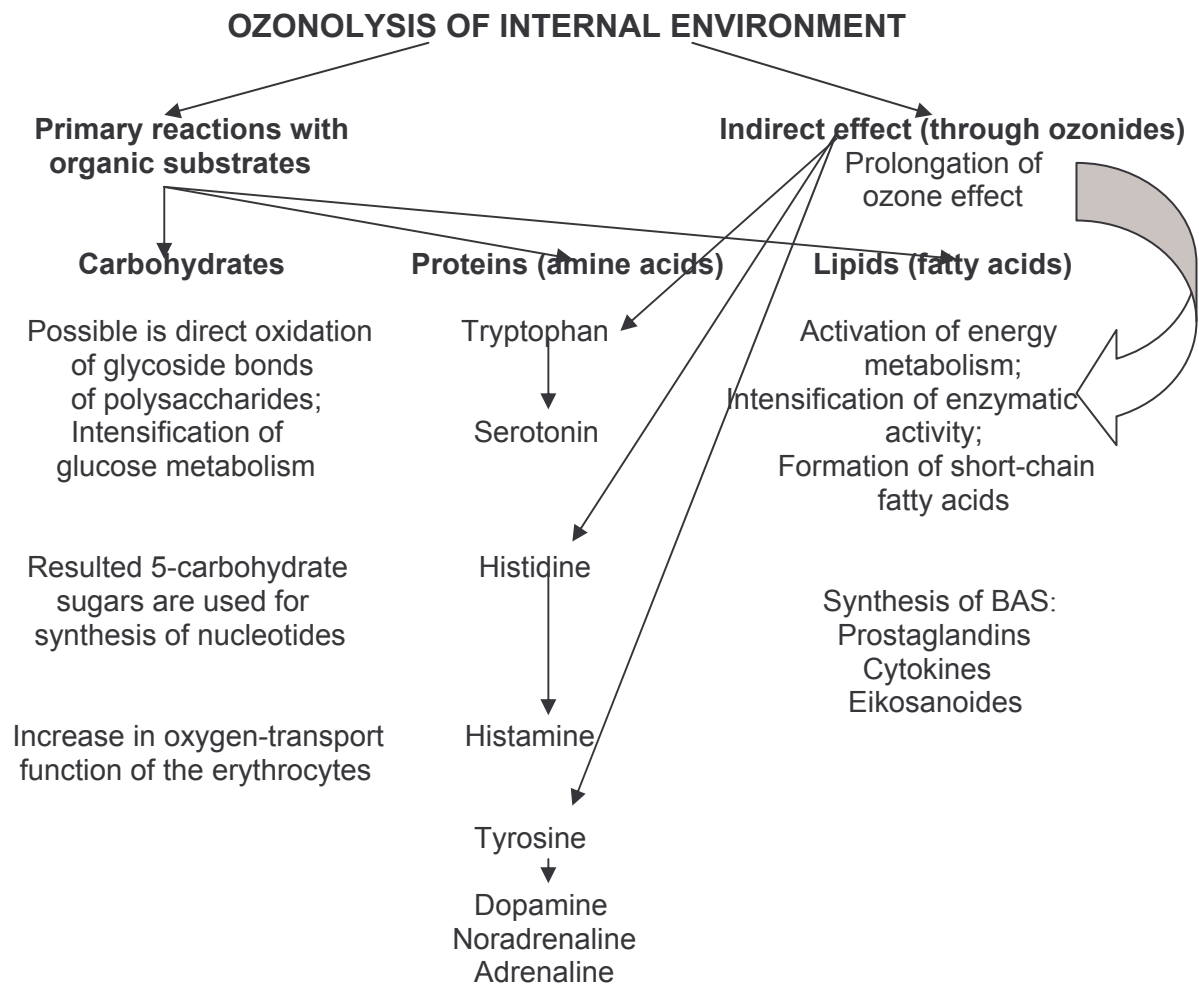 OZONOLYSIS OF INTERNAL ENVIRONMENT
Primary reactions with
organic substrates
Indirect effect (through ozonides)
Prolongation of
ozone effect
Carbohydrates
Possible is direct oxidation
of glycoside bonds
of polysaccharides;
Intensification of
glucose metabolism
Resulted 5-carbohydrate
sugars are used for
synthesis of nucleotides
Increase in oxygen-transport
function of the erythrocytes
Proteins (amine acids)
Tryptophan
Serotonin
Histidine
Histamine
Tyrosine
Dopamine
Noradrenaline
Adrenaline
Lipids (fatty acids)
Activation of energy
metabolism;
Intensification of enzymatic
activity;
Formation of short-chain
fatty acids
Synthesis of BAS:
Prostaglandins
Cytokines
Eikosanoides